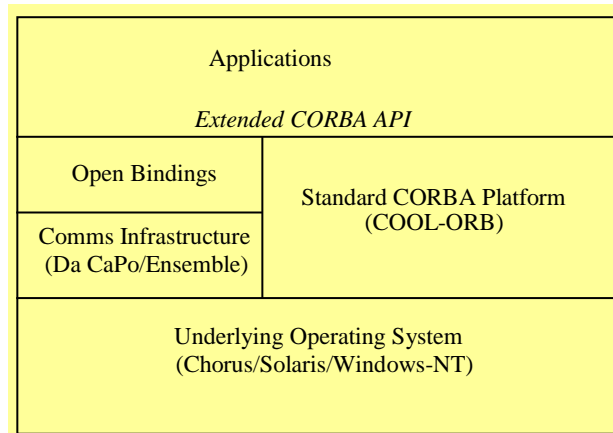 Applications
Extended CORBA API
Open Bindings
Comms Infrastructure
(Da CaPo/Ensemble)
Standard CORBA Platform
(COOL-ORB)
Underlying Operating System
(Chorus/Solaris/Windows-NT)